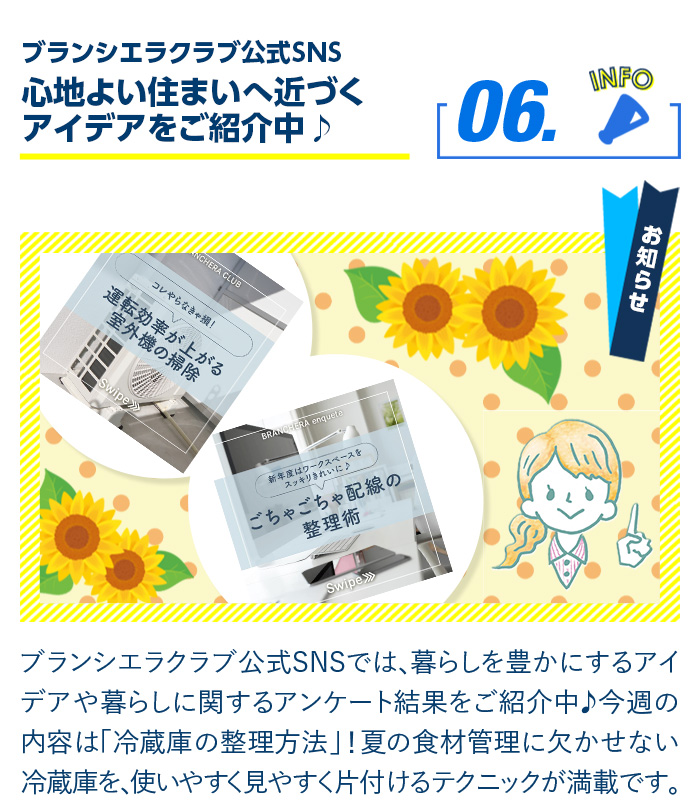 ブランシエラクラブ公式SNS
心地よい住まいへ近づく
アイデアをご紹介中♪
06.
INFO
お知らせ
BRANCHERA CLUB
コレやらなきゃ損!
運転効率が上がる
室外機の掃除
Swipe
BRANCHERA enquete
新年度はワークスペースを
スッキリきれいに♪
ごちゃごちゃ配線の
整理術
Swipe
ブランシエラクラブ公式SNSでは、暮らしを豊かにするアイ
デアや暮らしに関するアンケート結果をご紹介中♪今週の
内容は「冷蔵庫の整理方法」!夏の食材管理に欠かせない
冷蔵庫を、使いやすく見やすく片付けるテクニックが満載です。